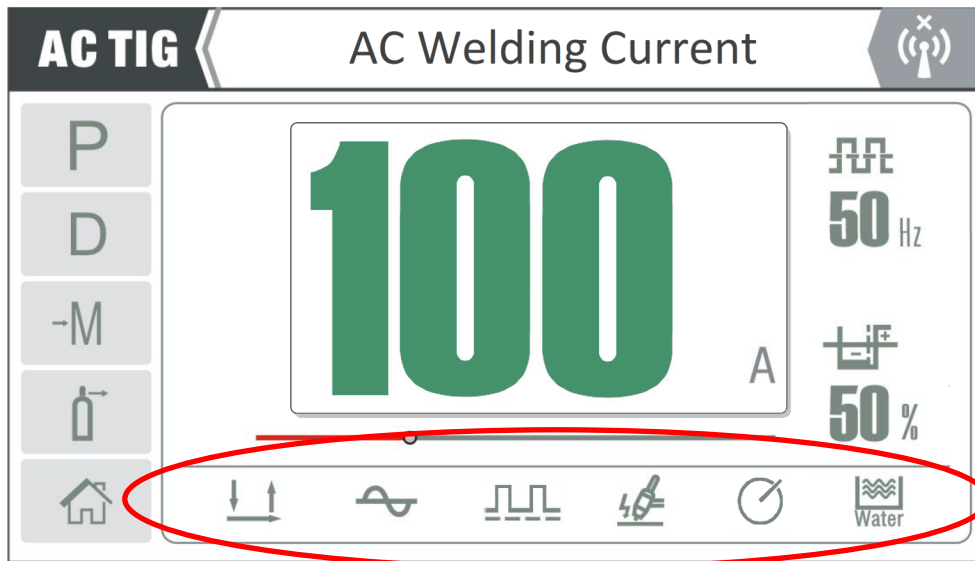 AC TIG
AC Welding Current
P
D
→M
100
A
50 Hz
- +
50 %
Water